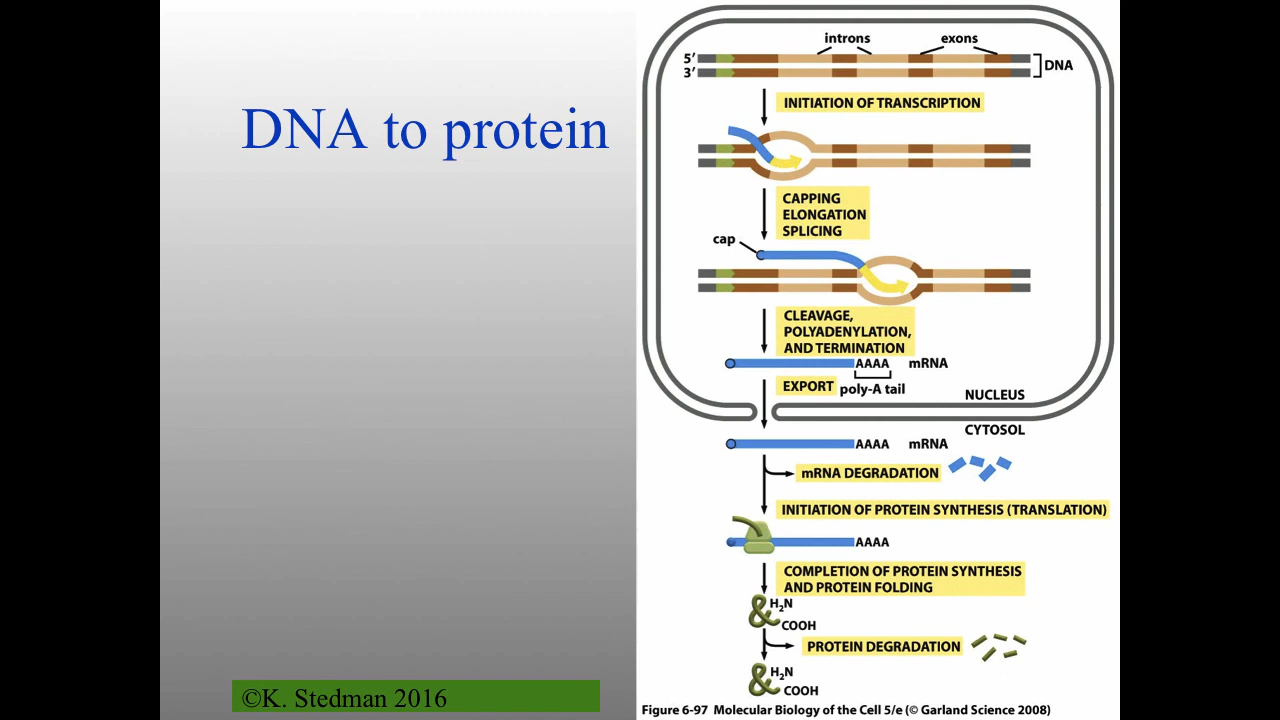 DNA to protein
introns exons
5′
3′
DNA
INITIATION OF TRANSCRIPTION
CAPPING
ELONGATION
SPLICING
cap
CLEAVAGE,
POLYADENYLATION,
AND TERMINATION
AAAA mRNA
EXPORT
poly-A tail
NUCLEUS
CYTOSOL
AAAA mRNA
mRNA DEGRADATION
INITIATION OF PROTEIN SYNTHESIS (TRANSLATION)
AAAA
COMPLETION OF PROTEIN SYNTHESIS
AND PROTEIN FOLDING
H₂N
COOH
PROTEIN DEGRADATION
H₂N
COOH
©K. Stedman 2016
Figure 6-97 Molecular Biology of the Cell 5/e (© Garland Science 2008)